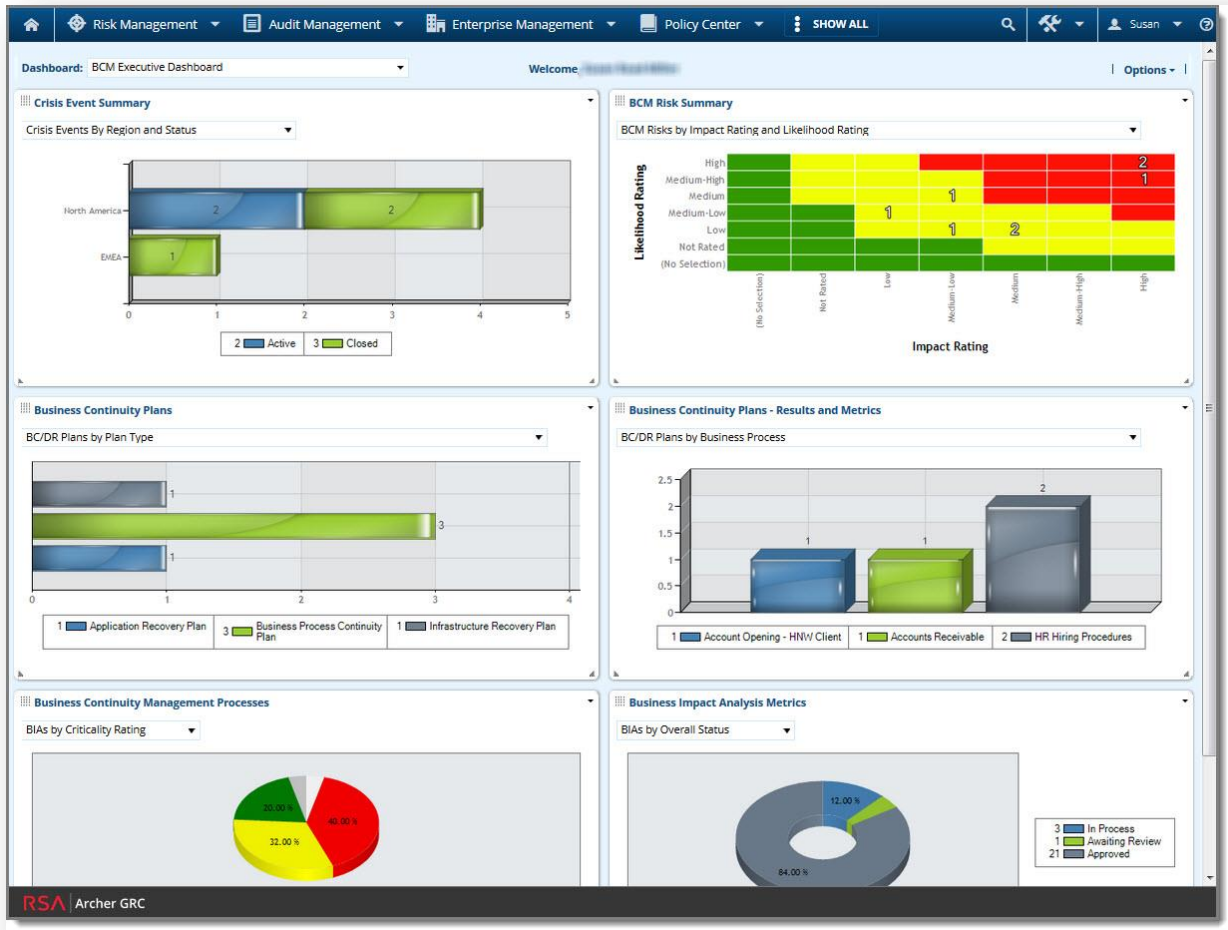 Risk Management Audit Management Enterprise Management Policy Center SHOW ALL Susan
Dashboard: BCM Executive Dashboard Welcome, Options
Crisis Event Summary
Crisis Events By Region and Status
North America
2 2
EMEA
1
0 1 2 3 4 5
2 Active 3 Closed
BCM Risk Summary
BCM Risks by Impact Rating and Likelihood Rating
Likelihood Rating
High 2
Medium-High 1
Medium 1
Medium-Low 1
Low 1 2
Not Rated
(No Selection)
(No Selection) Not Rated Low Medium-Low Medium Medium-High High
Impact Rating
Business Continuity Plans
BC/DR Plans by Plan Type
1
3
1
0 1 2 3 4
1 Application Recovery Plan 3 Business Process Continuity 1 Infrastructure Recovery Plan
Plan
Business Continuity Plans - Results and Metrics
BC/DR Plans by Business Process
2.5
2
1.5
1
0.5
0
1 1 2
1 Account Opening - HNW Client 1 Accounts Receivable 2 HR Hiring Procedures
Business Continuity Management Processes
BIAs by Criticality Rating
20.00 %
40.00 %
32.00 %
Business Impact Analysis Metrics
BIAs by Overall Status
12.00 %
84.00 %
3 In Process
1 Awaiting Review
21 Approved
RSA Archer GRC